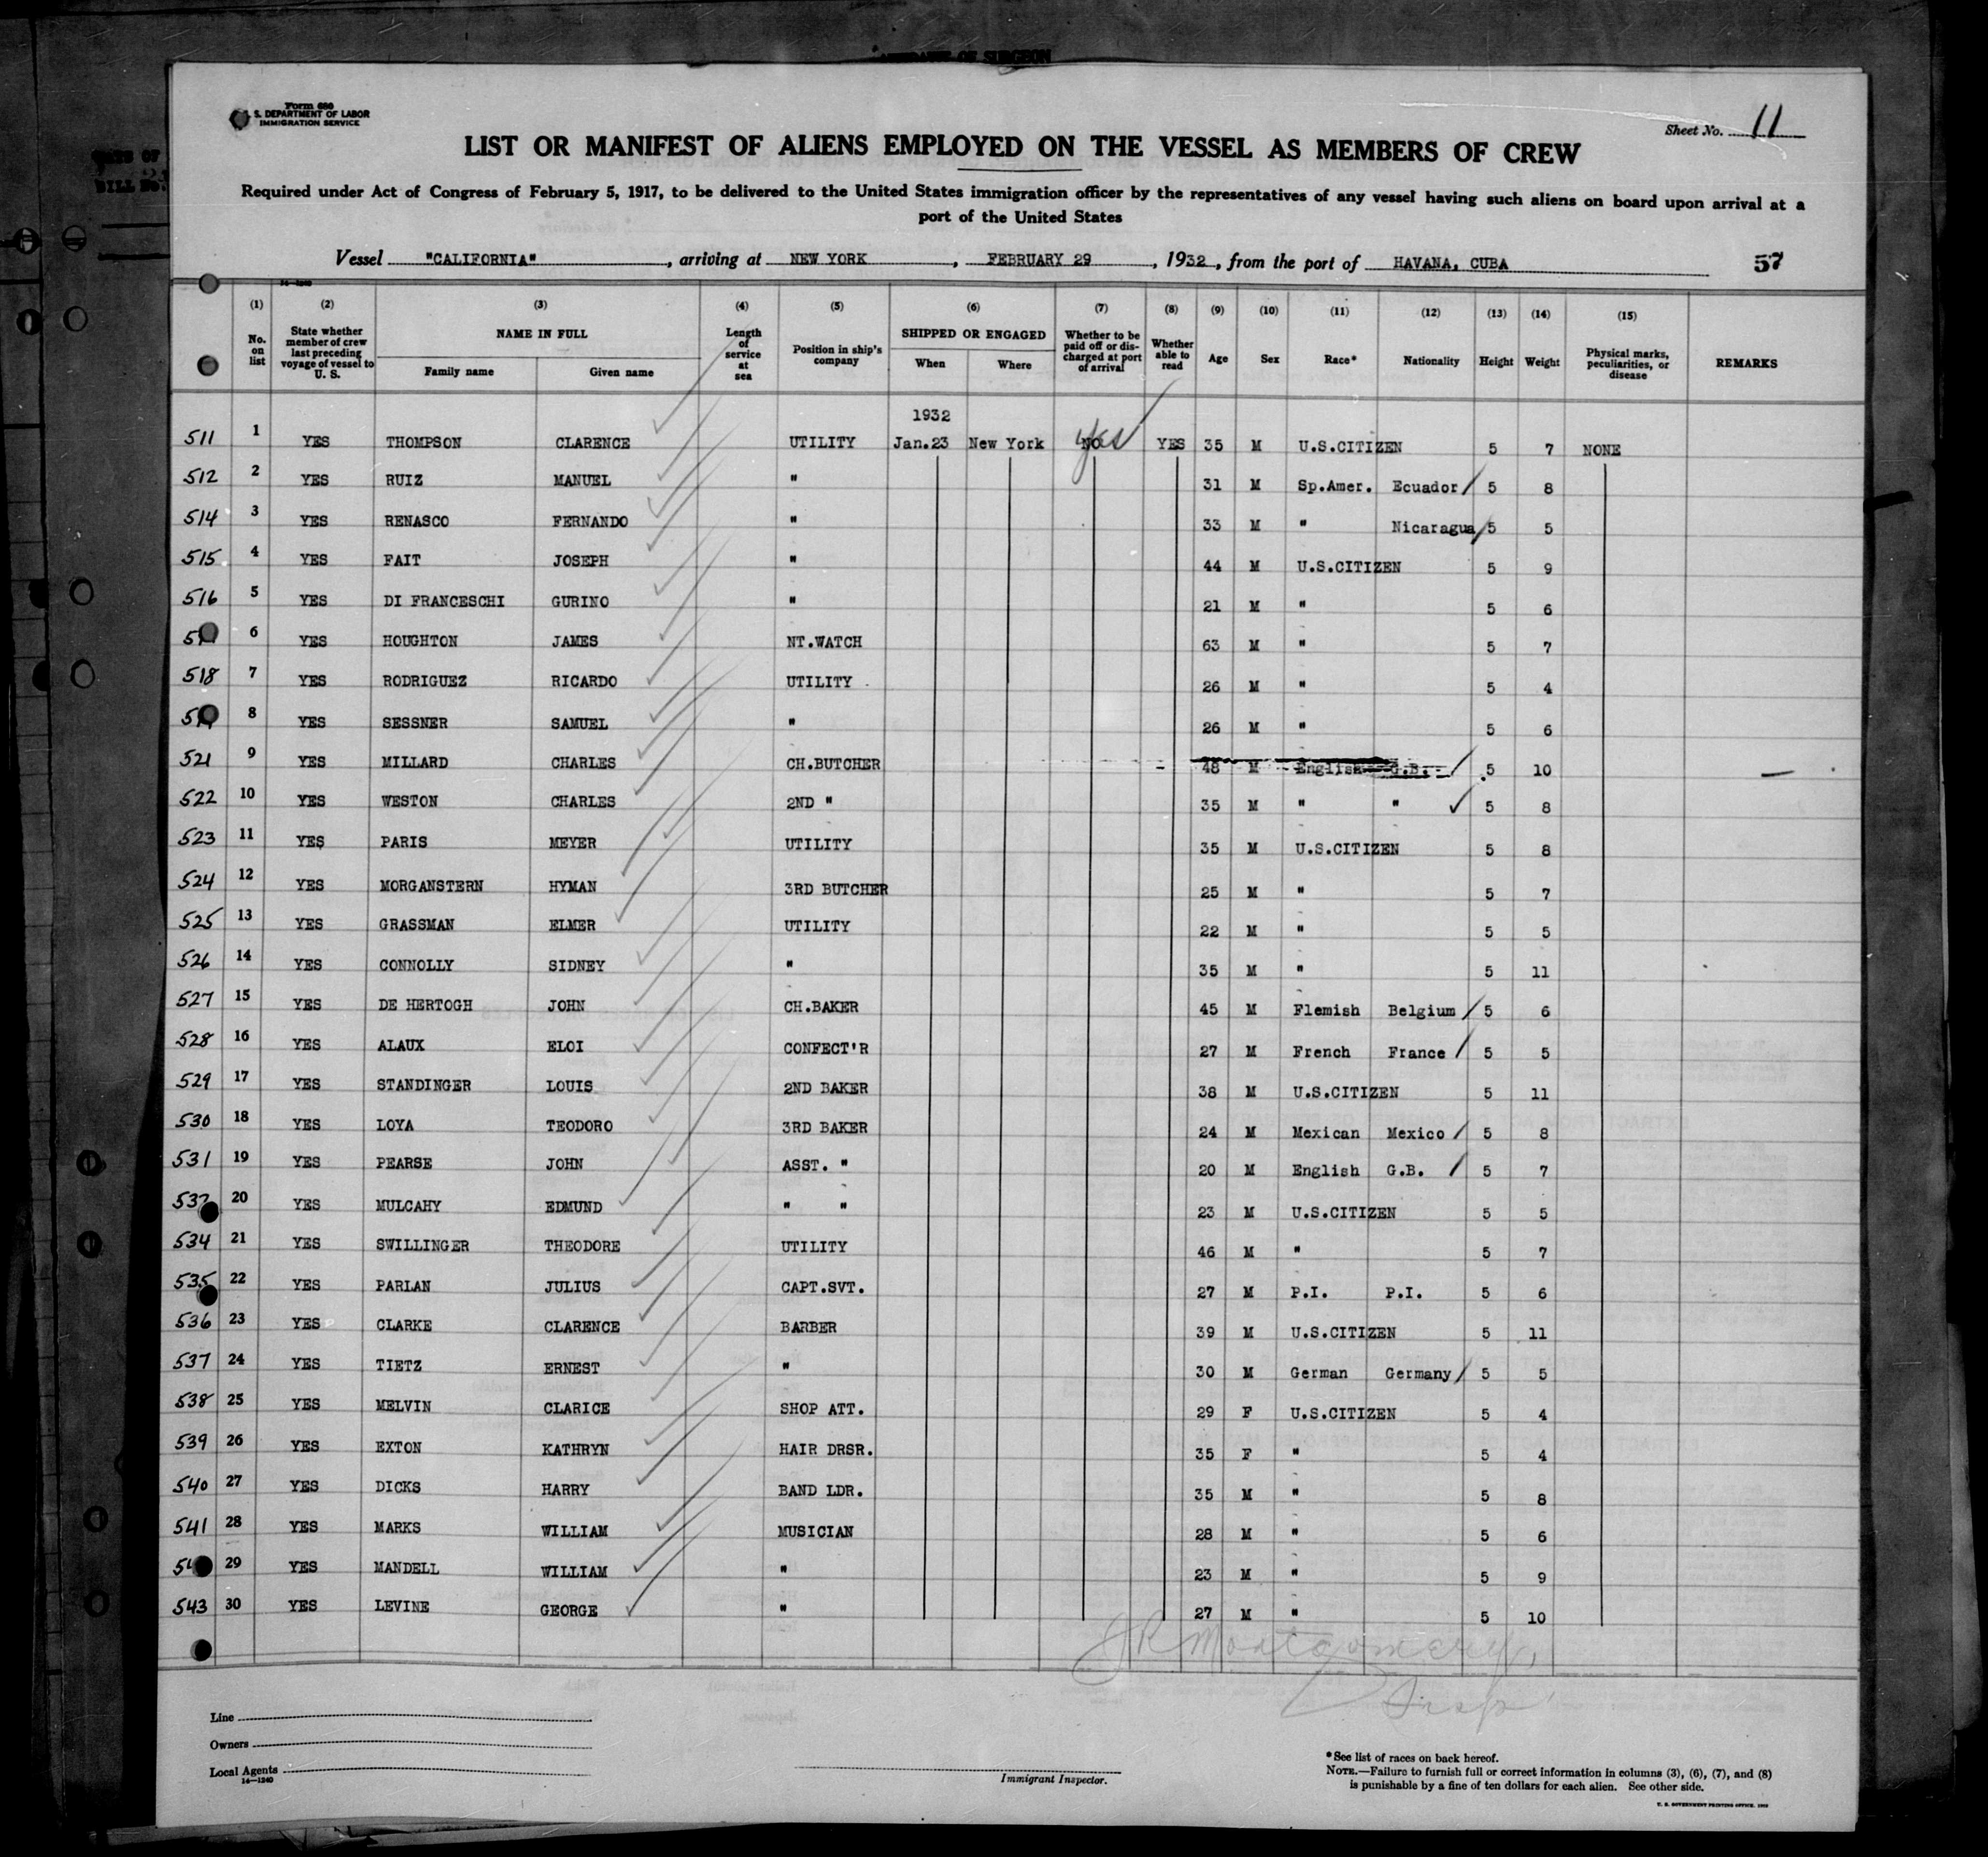 OF SURGEON
Form 680
S. DEPARTMENT OF LABOR
IMMIGRATION SERVICE
Sheet No. 11
LIST OR MANIFEST OF ALIENS EMPLOYED ON THE VESSEL AS MEMBERS OF CREW
Required under Act of Congress of February 5, 1917, to be delivered to the United States immigration officer by the representatives of any vessel having such aliens on board upon arrival at a
port of the United States
Vessel "CALIFORNIA", arriving at NEW YORK, FEBRUARY 29, 1932, from the port of HAVANA, CUBA 57
(1) (2) (3) (4) (5) (6) (7) (8) (9) (10) (11) (12) (13) (14) (15)
No. on list | State whether member of crew last preceding voyage of vessel to U. S. | NAME IN FULL Family name Given name | Length of service at sea | Position in ship's company | SHIPPED OR ENGAGED When Where | Whether to be paid off or discharged at port of arrival | Whether able to read | Age | Sex | Race* | Nationality | Height | Weight | Physical marks, peculiarities, or disease | REMARKS
1932
511 1 YES THOMPSON CLARENCE UTILITY Jan.23 New York NO yes YES 35 M U.S.CITIZEN 5 7 NONE
512 2 YES RUIZ MANUEL " 31 M Sp.Amer. Ecuador 5 8
514 3 YES RENASCO FERNANDO " 33 M " Nicaragua 5 5
515 4 YES FAIT JOSEPH " 44 M U.S.CITIZEN 5 9
516 5 YES DI FRANCESCHI GURINO " 21 M " 5 6
6 YES HOUGHTON JAMES NT.WATCH 63 M " 5 7
518 7 YES RODRIGUEZ RICARDO UTILITY 26 M " 5 4
8 YES SESSNER SAMUEL " 26 M " 5 6
521 9 YES MILLARD CHARLES CH.BUTCHER 48 M English G.B. 5 10
522 10 YES WESTON CHARLES 2ND " 35 M " " 5 8
523 11 YES PARIS MEYER UTILITY 35 M U.S.CITIZEN 5 8
524 12 YES MORGANSTERN HYMAN 3RD BUTCHER 25 M " 5 7
525 13 YES GRASSMAN ELMER UTILITY 22 M " 5 5
526 14 YES CONNOLLY SIDNEY " 35 M " 5 11
527 15 YES DE HERTOGH JOHN CH.BAKER 45 M Flemish Belgium 5 6
528 16 YES ALAUX ELOI CONFECT'R 27 M French France 5 5
529 17 YES STANDINGER LOUIS 2ND BAKER 38 M U.S.CITIZEN 5 11
530 18 YES LOYA TEODORO 3RD BAKER 24 M Mexican Mexico 5 8
531 19 YES PEARSE JOHN ASST. " 20 M English G.B. 5 7
20 YES MULCAHY EDMUND " " 23 M U.S.CITIZEN 5 5
534 21 YES SWILLINGER THEODORE UTILITY 46 M " 5 7
535 22 YES PARLAN JULIUS CAPT.SVT. 27 M P.I. P.I. 5 6
536 23 YES CLARKE CLARENCE BARBER 39 M U.S.CITIZEN 5 11
537 24 YES TIETZ ERNEST " 30 M German Germany 5 5
538 25 YES MELVIN CLARICE SHOP ATT. 29 F U.S.CITIZEN 5 4
539 26 YES EXTON KATHRYN HAIR DRSR. 35 F " 5 4
540 27 YES DICKS HARRY BAND LDR. 35 M " 5 8
541 28 YES MARKS WILLIAM MUSICIAN 28 M " 5 6
29 YES MANDELL WILLIAM " 23 M " 5 9
543 30 YES LEVINE GEORGE " 27 M " 5 10
JR Montgomery,
Insp
Line
Owners
Local Agents
14—1240
Immigrant Inspector.
*See list of races on back hereof.
NOTE.—Failure to furnish full or correct information in columns (3), (6), (7), and (8)
is punishable by a fine of ten dollars for each alien. See other side.